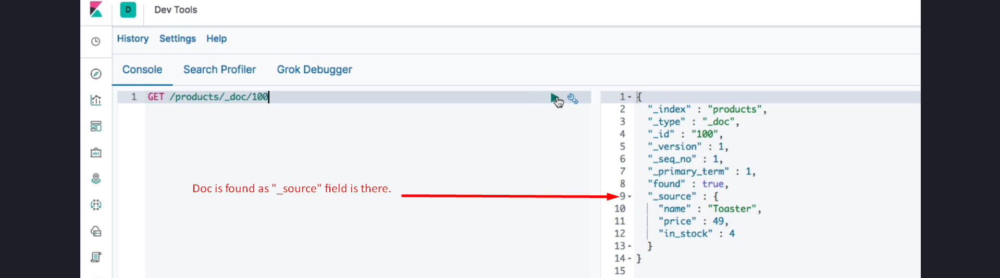 D Dev Tools
History Settings Help
Console Search Profiler Grok Debugger
1 GET /products/_doc/100
Doc is found as "_source" field is there.
1 {
2 "_index" : "products",
3 "_type" : "_doc",
4 "_id" : "100",
5 "_version" : 1,
6 "_seq_no" : 1,
7 "_primary_term" : 1,
8 "found" : true,
9 "_source" : {
10 "name" : "Toaster",
11 "price" : 49,
12 "in_stock" : 4
13 }
14 }
15